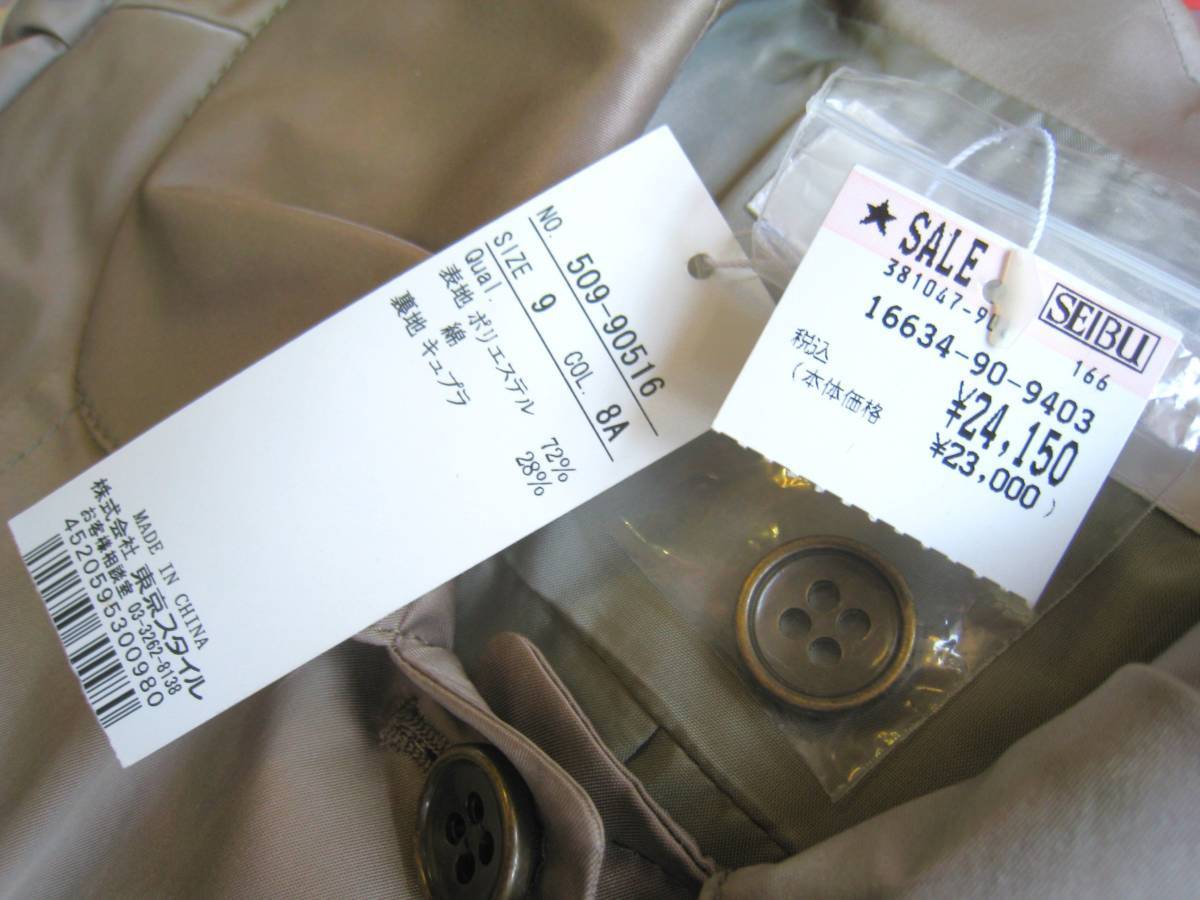 NO. 509-90516
SIZE 9 COL. 8A
Qual.
表地 ポリエステル 72%
綿 28%
裏地 キュプラ
MADE IN CHINA
株式会社 東京スタイル
お客様相談室 03-3262-8138
4520595300980
★ SALE
SEIBU
381047-90
166
16634-90-9403
税込 ¥24,150
(本体価格 ¥23,000)